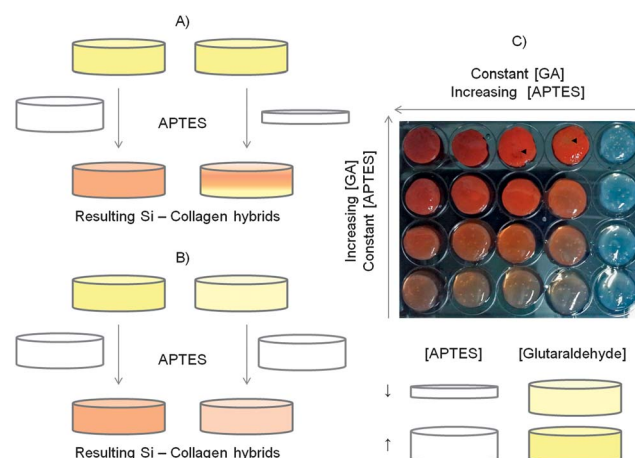 A)
APTES
Resulting Si – Collagen hybrids
B)
APTES
Resulting Si – Collagen hybrids
C)
Constant [GA]
Increasing [APTES]
Increasing [GA]
Constant [APTES]
[APTES] [Glutaraldehyde]
↓
↑